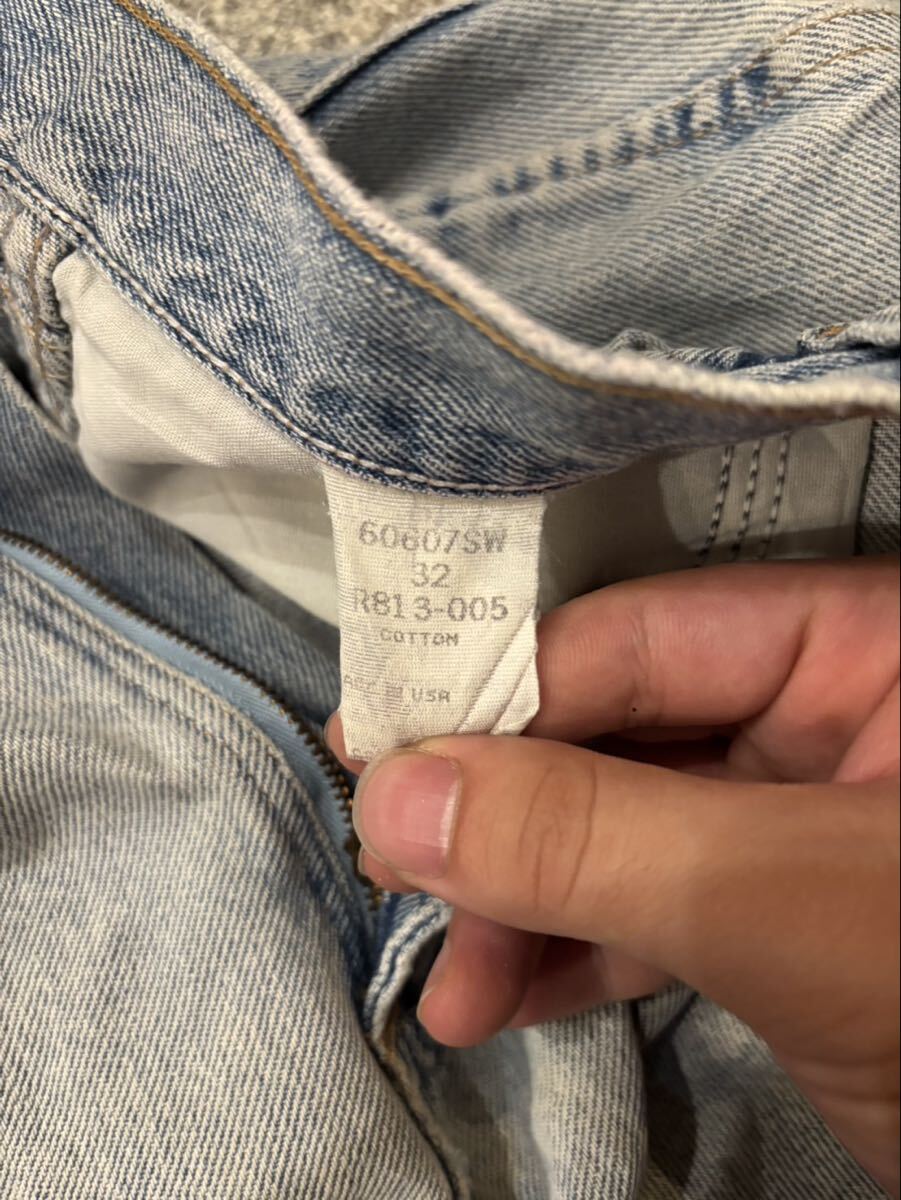 60607SW
32
R813-005
COTTON
USA